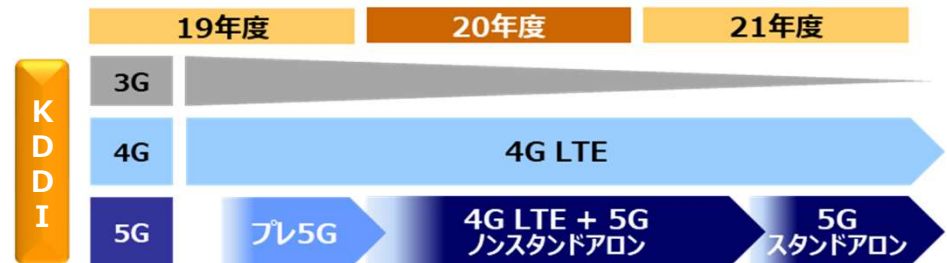 19年度
20年度
21年度
KDDI
3G
4G
4G LTE
5G
プレ5G
4G LTE + 5G
ノンスタンドアロン
5G
スタンドアロン